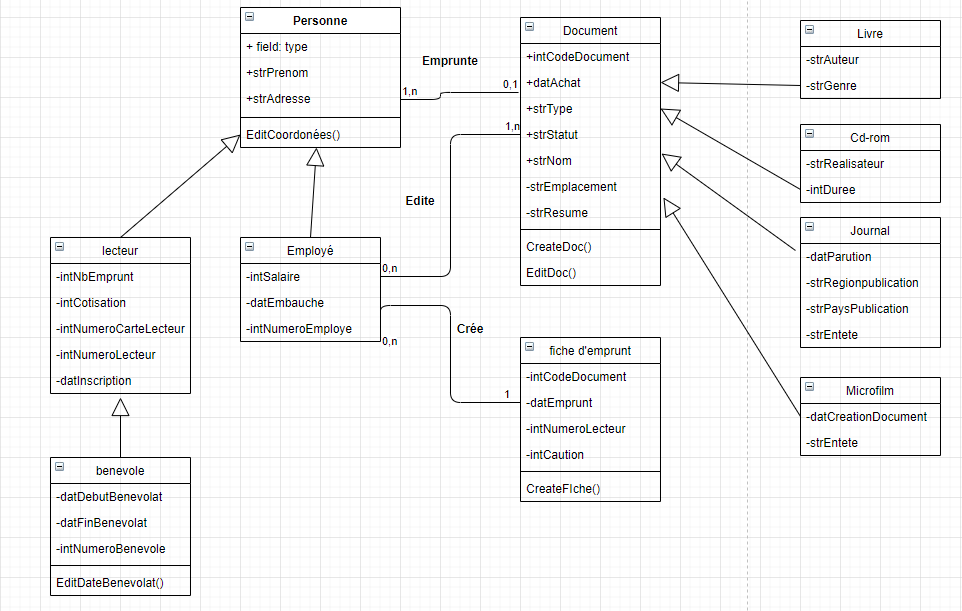 Personne
+ field: type
+strPrenom
+strAdresse
EditCoordonées()
Emprunte
1,n
0,1
Document
+intCodeDocument
+datAchat
+strType
+strStatut
+strNom
-strEmplacement
-strResume
CreateDoc()
EditDoc()
Livre
-strAuteur
-strGenre
Cd-rom
-strRealisateur
-intDuree
Journal
-datParution
-strRegionpublication
-strPaysPublication
-strEntete
Microfilm
-datCreationDocument
-strEntete
1,n
Edite
0,n
lecteur
-intNbEmprunt
-intCotisation
-intNumeroCarteLecteur
-intNumeroLecteur
-datInscription
Employé
-intSalaire
-datEmbauche
-intNumeroEmploye
0,n
Crée
1
fiche d'emprunt
-intCodeDocument
-datEmprunt
-intNumeroLecteur
-intCaution
CreateFIche()
benevole
-datDebutBenevolat
-datFinBenevolat
-intNumeroBenevole
EditDateBenevolat()